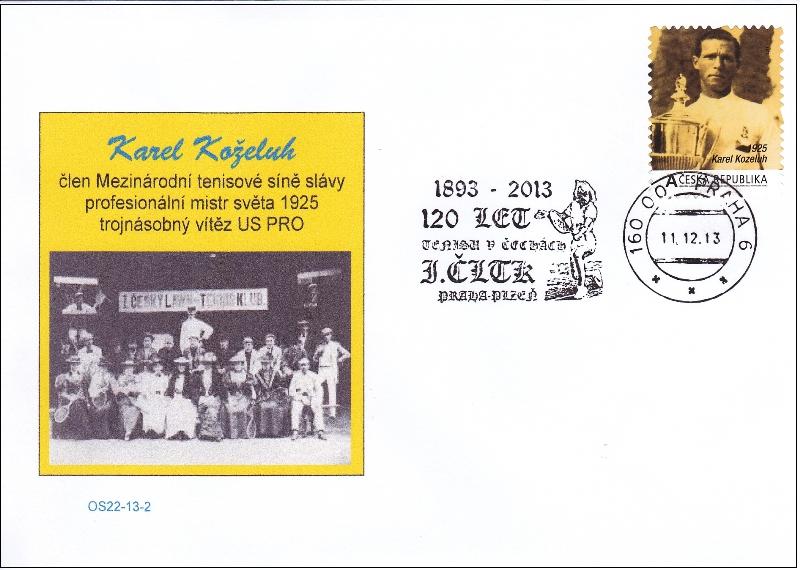 Karel Koželuh
člen Mezinárodní tenisové síně slávy
profesionální mistr světa 1925
trojnásobný vítěz US PRO
I. ČESKÝ LAWN-TENNIS KLUB.
OS22-13-2
1893 - 2013
120 LET
TENISU V ČECHÁCH
I.ČLTK
PRAHA-PLZEŇ
1925
Karel Kozeluh
ČESKÁ REPUBLIKA
160 00 PRAHA 6
11.12.13